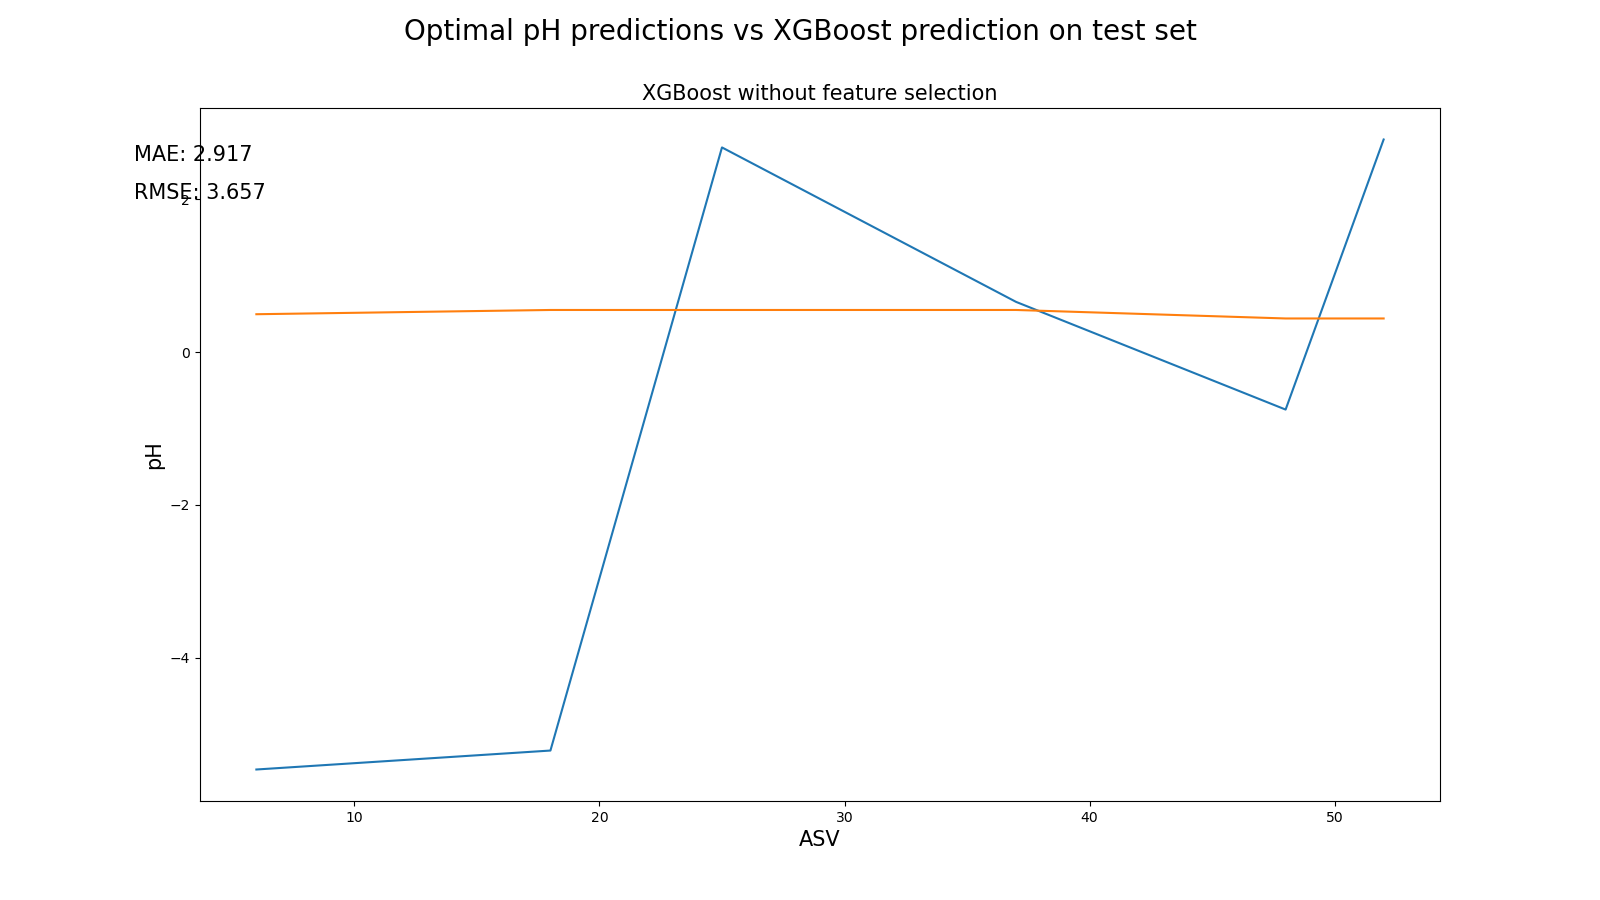 Optimal pH predictions vs XGBoost prediction on test set
XGBoost without feature selection
MAE: 2.917
RMSE: 3.657
2
0
−2
−4
pH
10 20 30 40 50
ASV